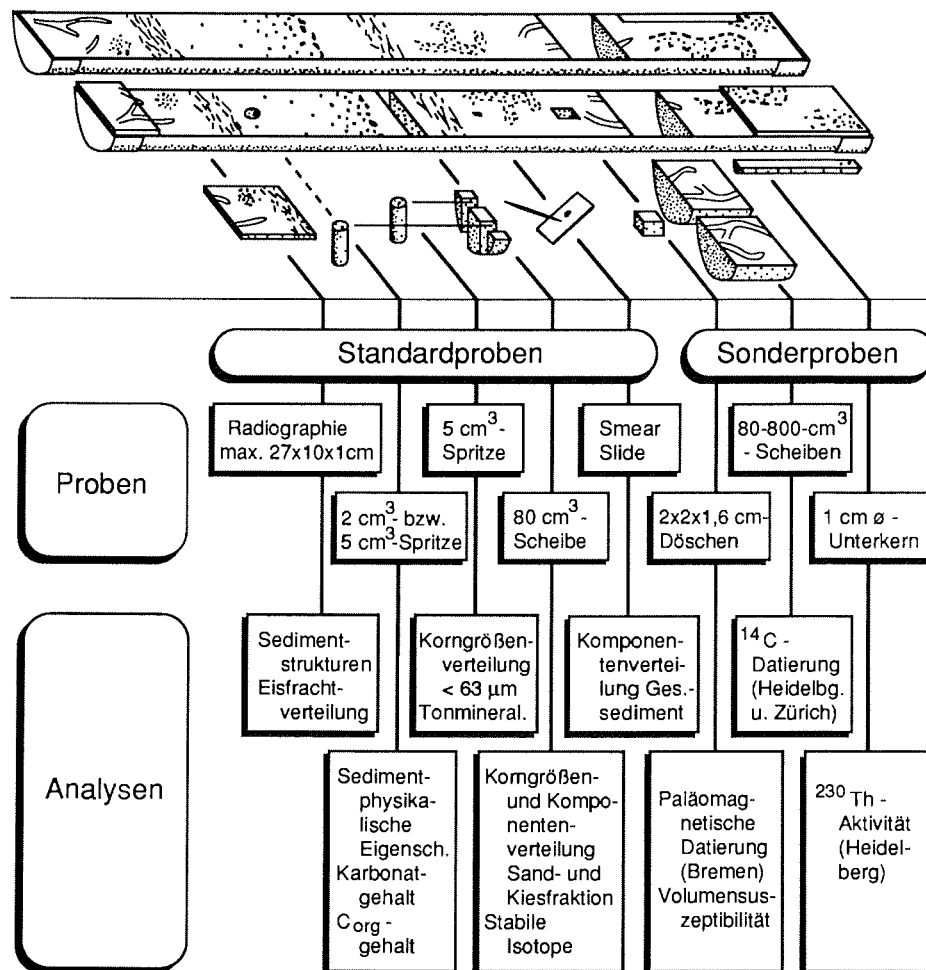 Standardproben
Sonderproben
Proben
Radiographie
max. 27x10x1cm
5 cm³-
Spritze
Smear
Slide
80-800-cm³
- Scheiben
2 cm³- bzw.
5 cm³-Spritze
80 cm³-
Scheibe
2x2x1,6 cm-
Döschen
1 cm ø -
Unterkern
Analysen
Sediment-
strukturen
Eisfracht-
verteilung
Korngrößen-
verteilung
< 63 µm
Tonmineral.
Komponen-
tenvertei-
lung Ges.-
sediment
¹⁴C -
Datierung
(Heidelbg.
u. Zürich)
Sediment-
physika-
lische
Eigensch.
Karbonat-
gehalt
Corg -
gehalt
Korngrößen-
und Kompo-
nenten-
verteilung
Sand- und
Kiesfraktion
Stabile
Isotope
Paläomag-
netische
Datierung
(Bremen)
Volumensus-
zeptibilität
²³⁰Th -
Aktivität
(Heidel-
berg)